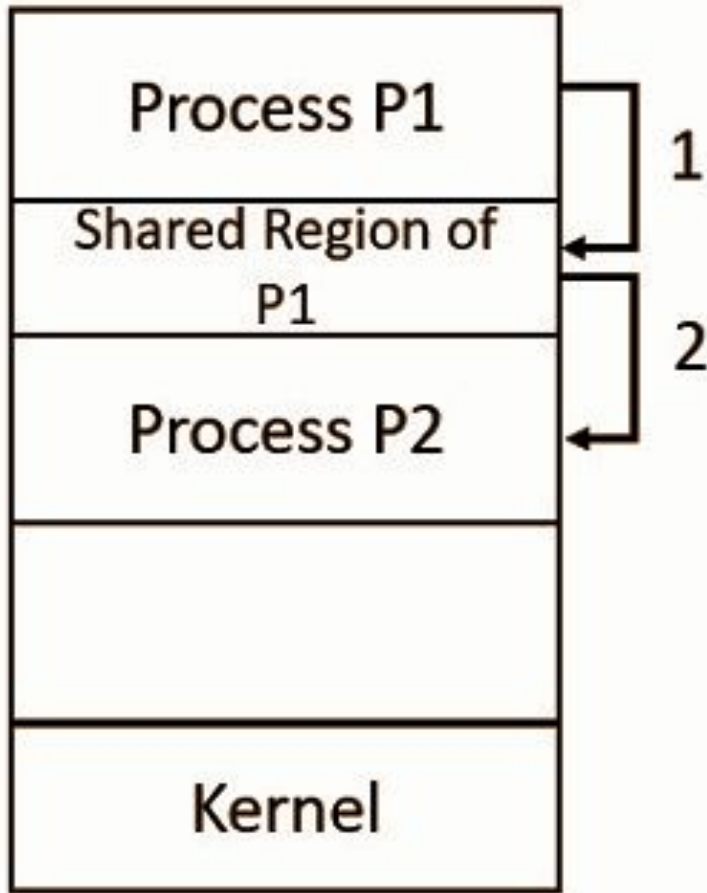 Process P1
1
Shared Region of
P1
2
Process P2
Kernel